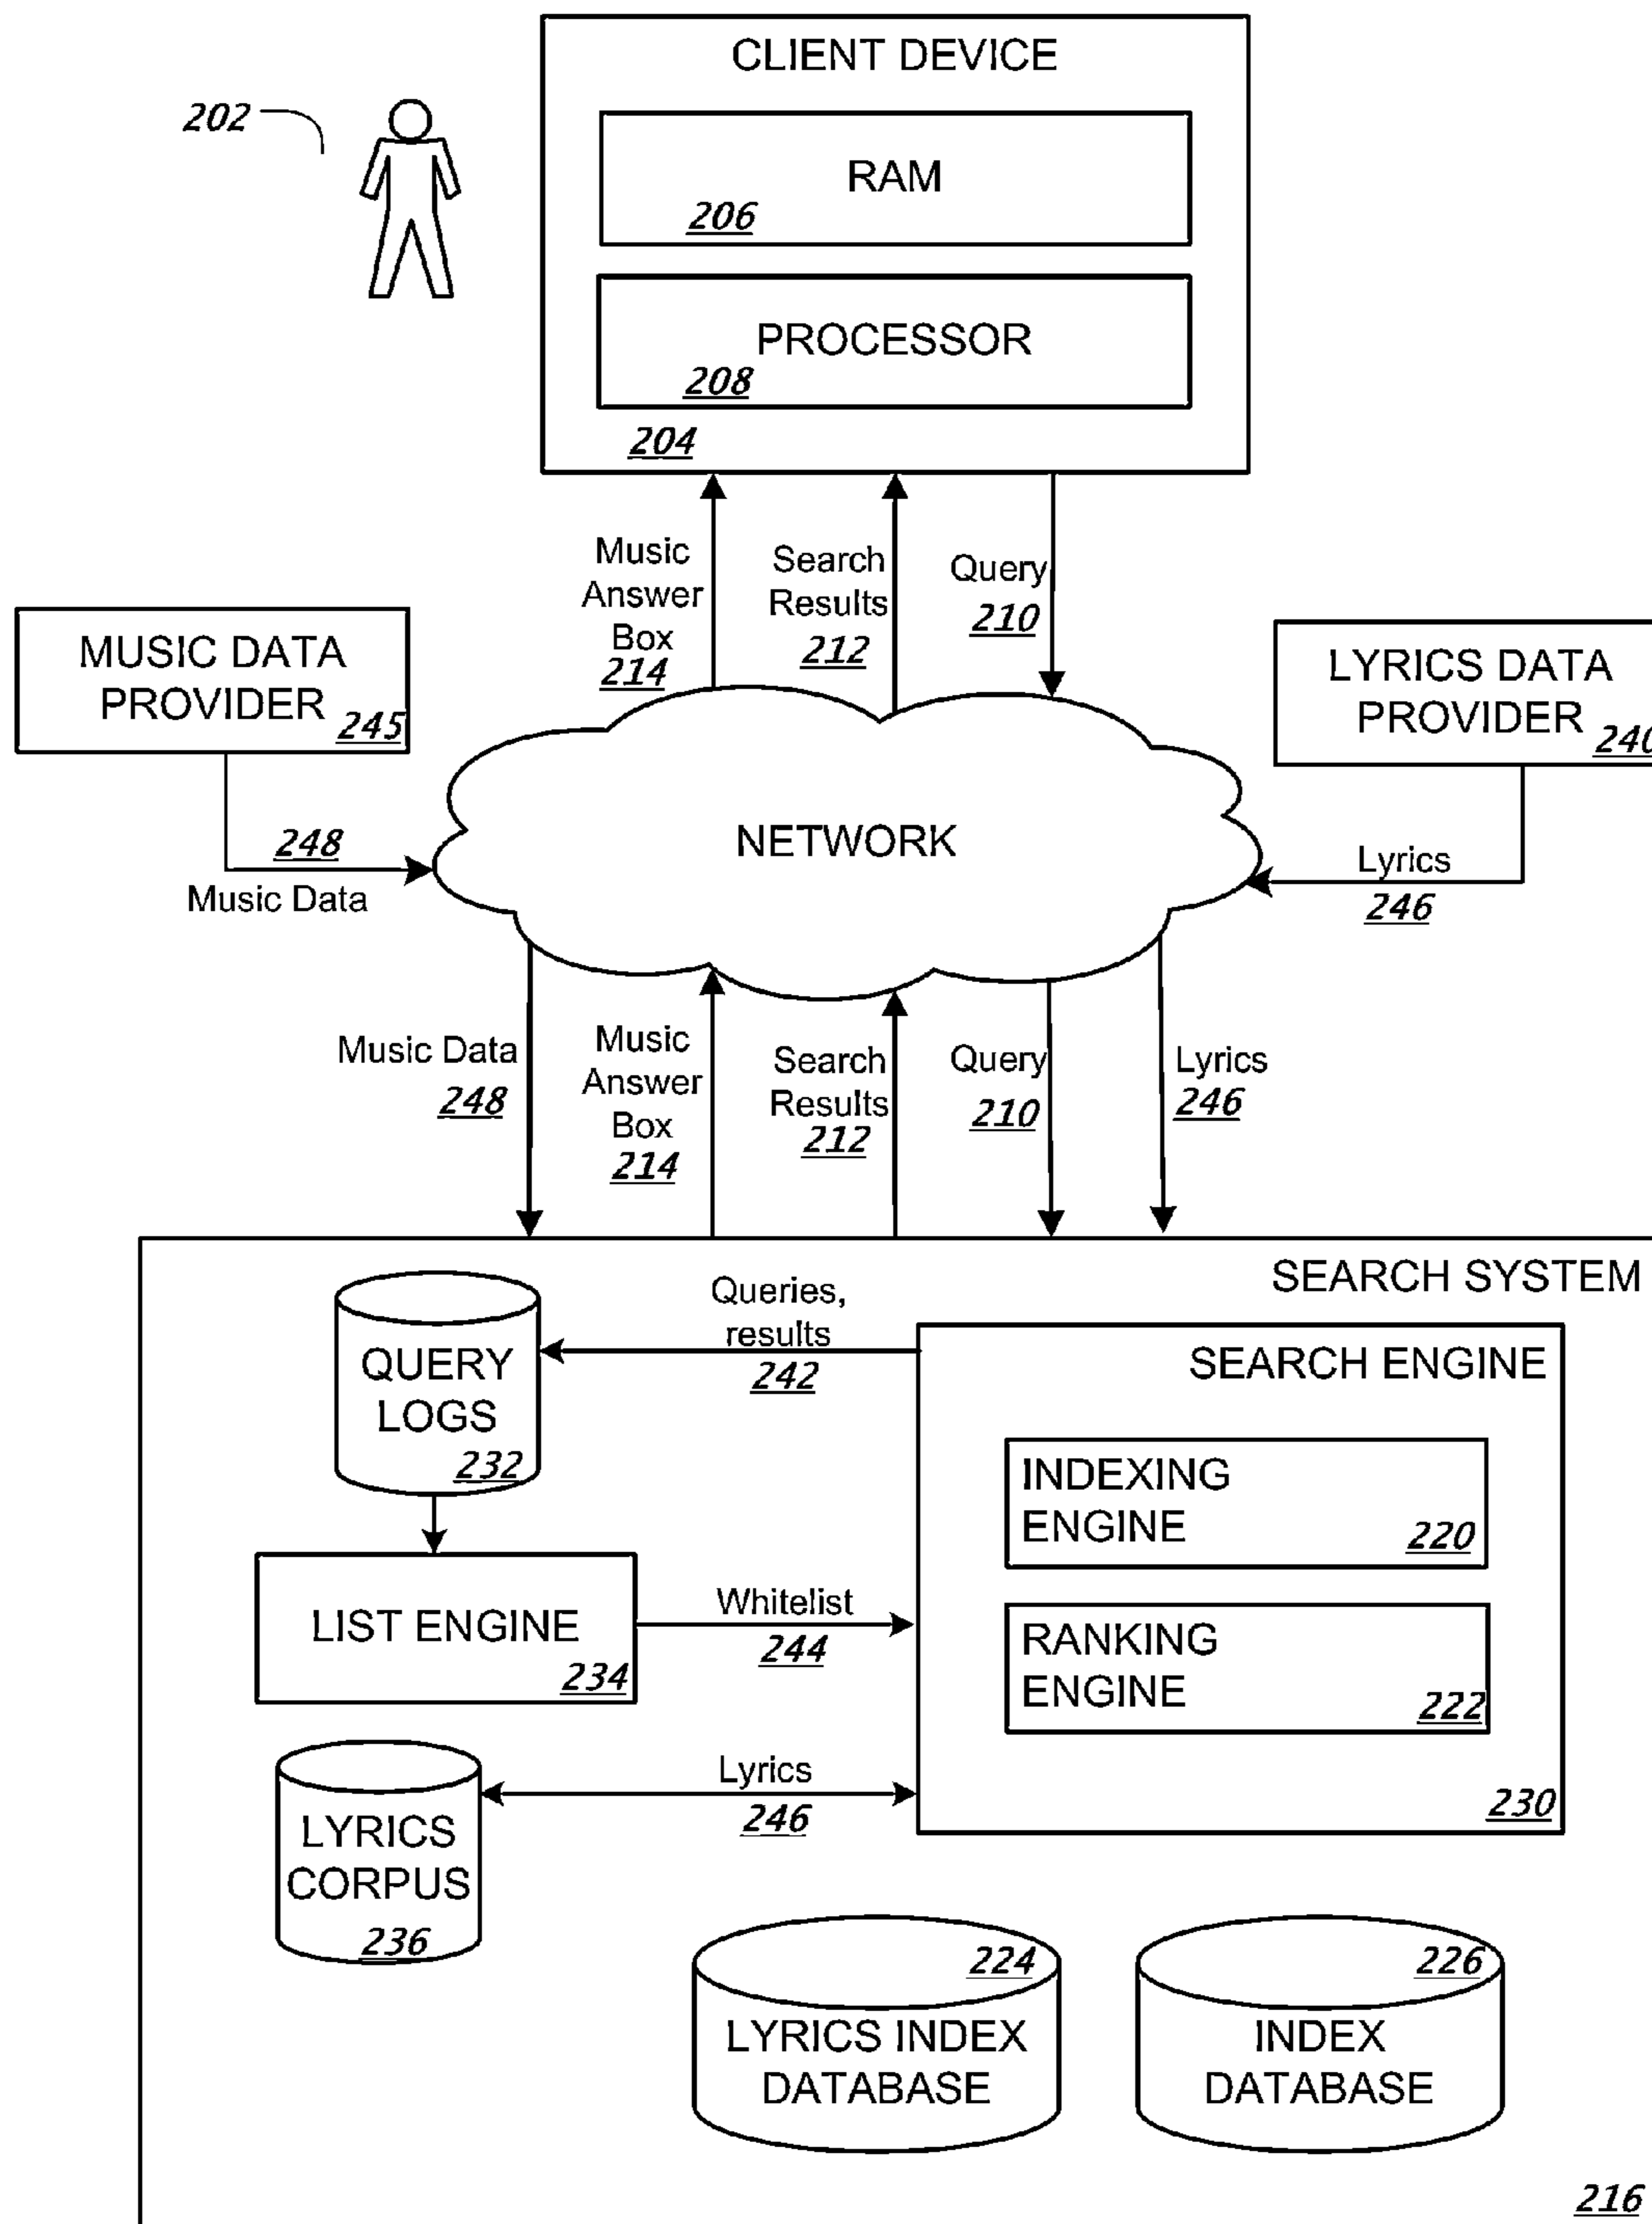 CLIENT DEVICE
202
RAM
206
PROCESSOR
208
204
Music
Answer
Box
214
Search
Results
212
Query
210
MUSIC DATA
PROVIDER
245
LYRICS DATA
PROVIDER
240
248
Music Data
NETWORK
Lyrics
246
Music Data
248
Music
Answer
Box
214
Search
Results
212
Query
210
Lyrics
246
SEARCH SYSTEM
Queries,
results
242
QUERY
LOGS
232
SEARCH ENGINE
INDEXING
ENGINE
220
LIST ENGINE
234
Whitelist
244
RANKING
ENGINE
222
Lyrics
246
230
LYRICS
CORPUS
236
224
LYRICS INDEX
DATABASE
226
INDEX
DATABASE
216